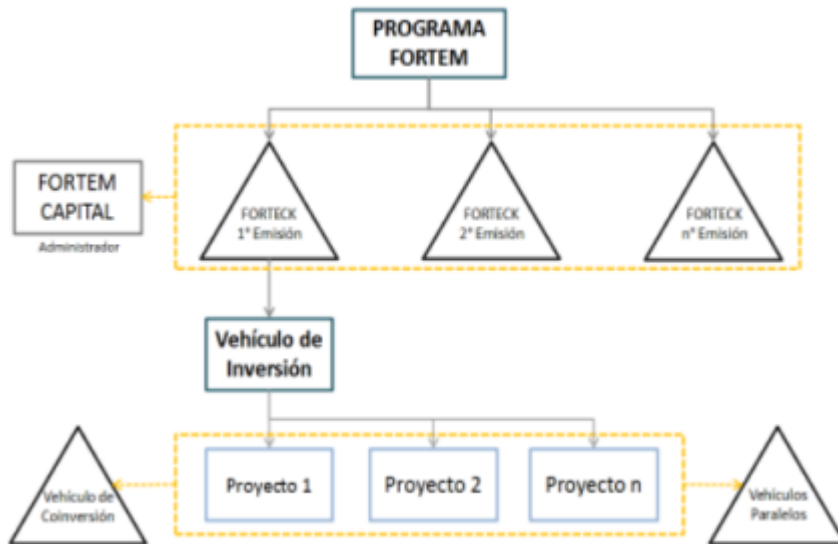 PROGRAMA
FORTEM
FORTEM
CAPITAL
Administrador
FORTECK
1° Emisión
FORTECK
2° Emisión
FORTECK
n° Emisión
Vehículo de
Inversión
Vehículo de
Coinversión
Proyecto 1
Proyecto 2
Proyecto n
Vehículos
Paralelos